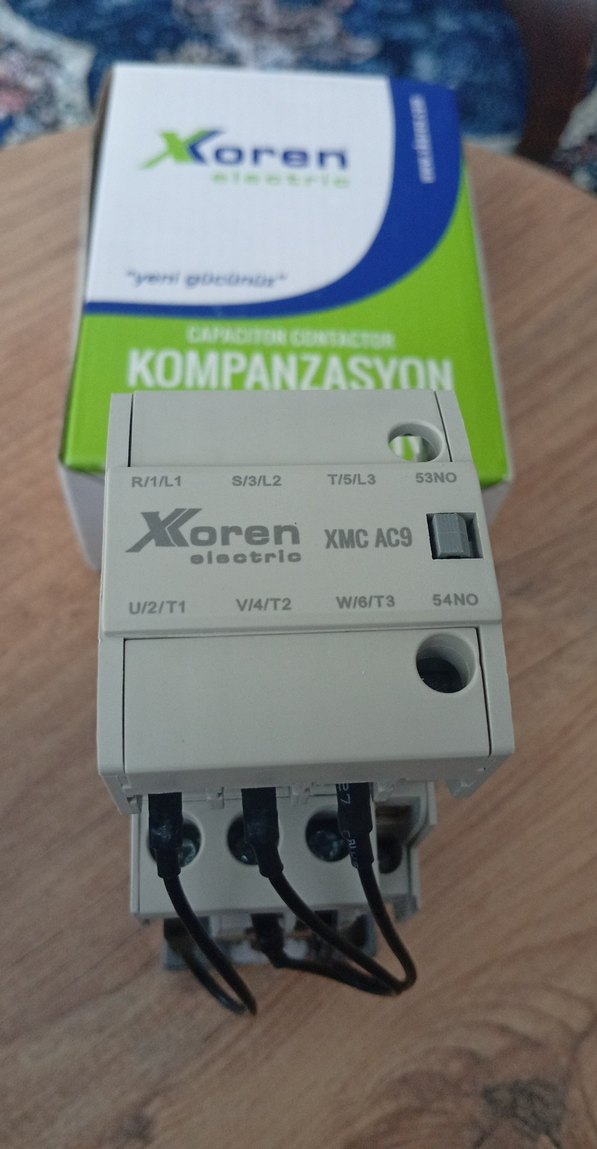 Xoren
electric
"yeni gücünüz"
CAPACITOR CONTACTOR
KOMPANZASYON
R/1/L1 S/3/L2 T/5/L3 53NO
Xoren
electric
XMC AC9
U/2/T1 V/4/T2 W/6/T3 54NO